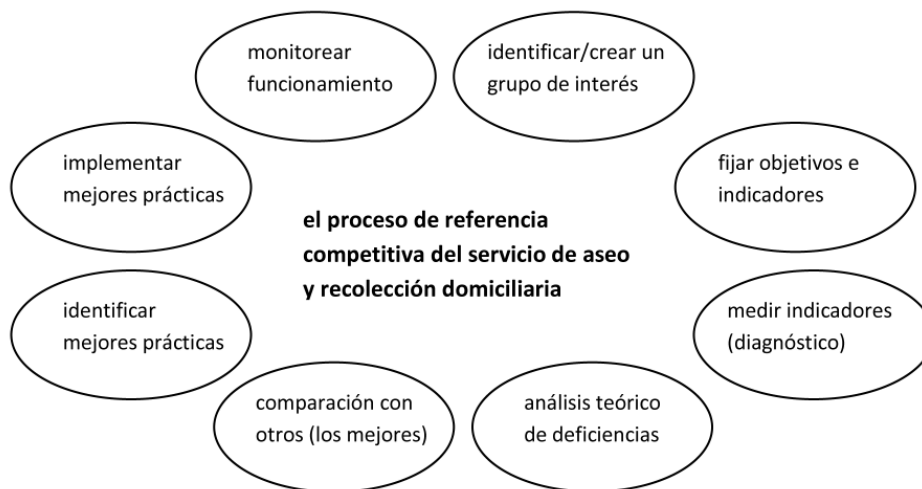 monitorear
funcionamiento
identificar/crear un
grupo de interés
implementar
mejores prácticas
fijar objetivos e
indicadores
el proceso de referencia
competitiva del servicio de aseo
y recolección domiciliaria
identificar
mejores prácticas
medir indicadores
(diagnóstico)
comparación con
otros (los mejores)
análisis teórico
de deficiencias